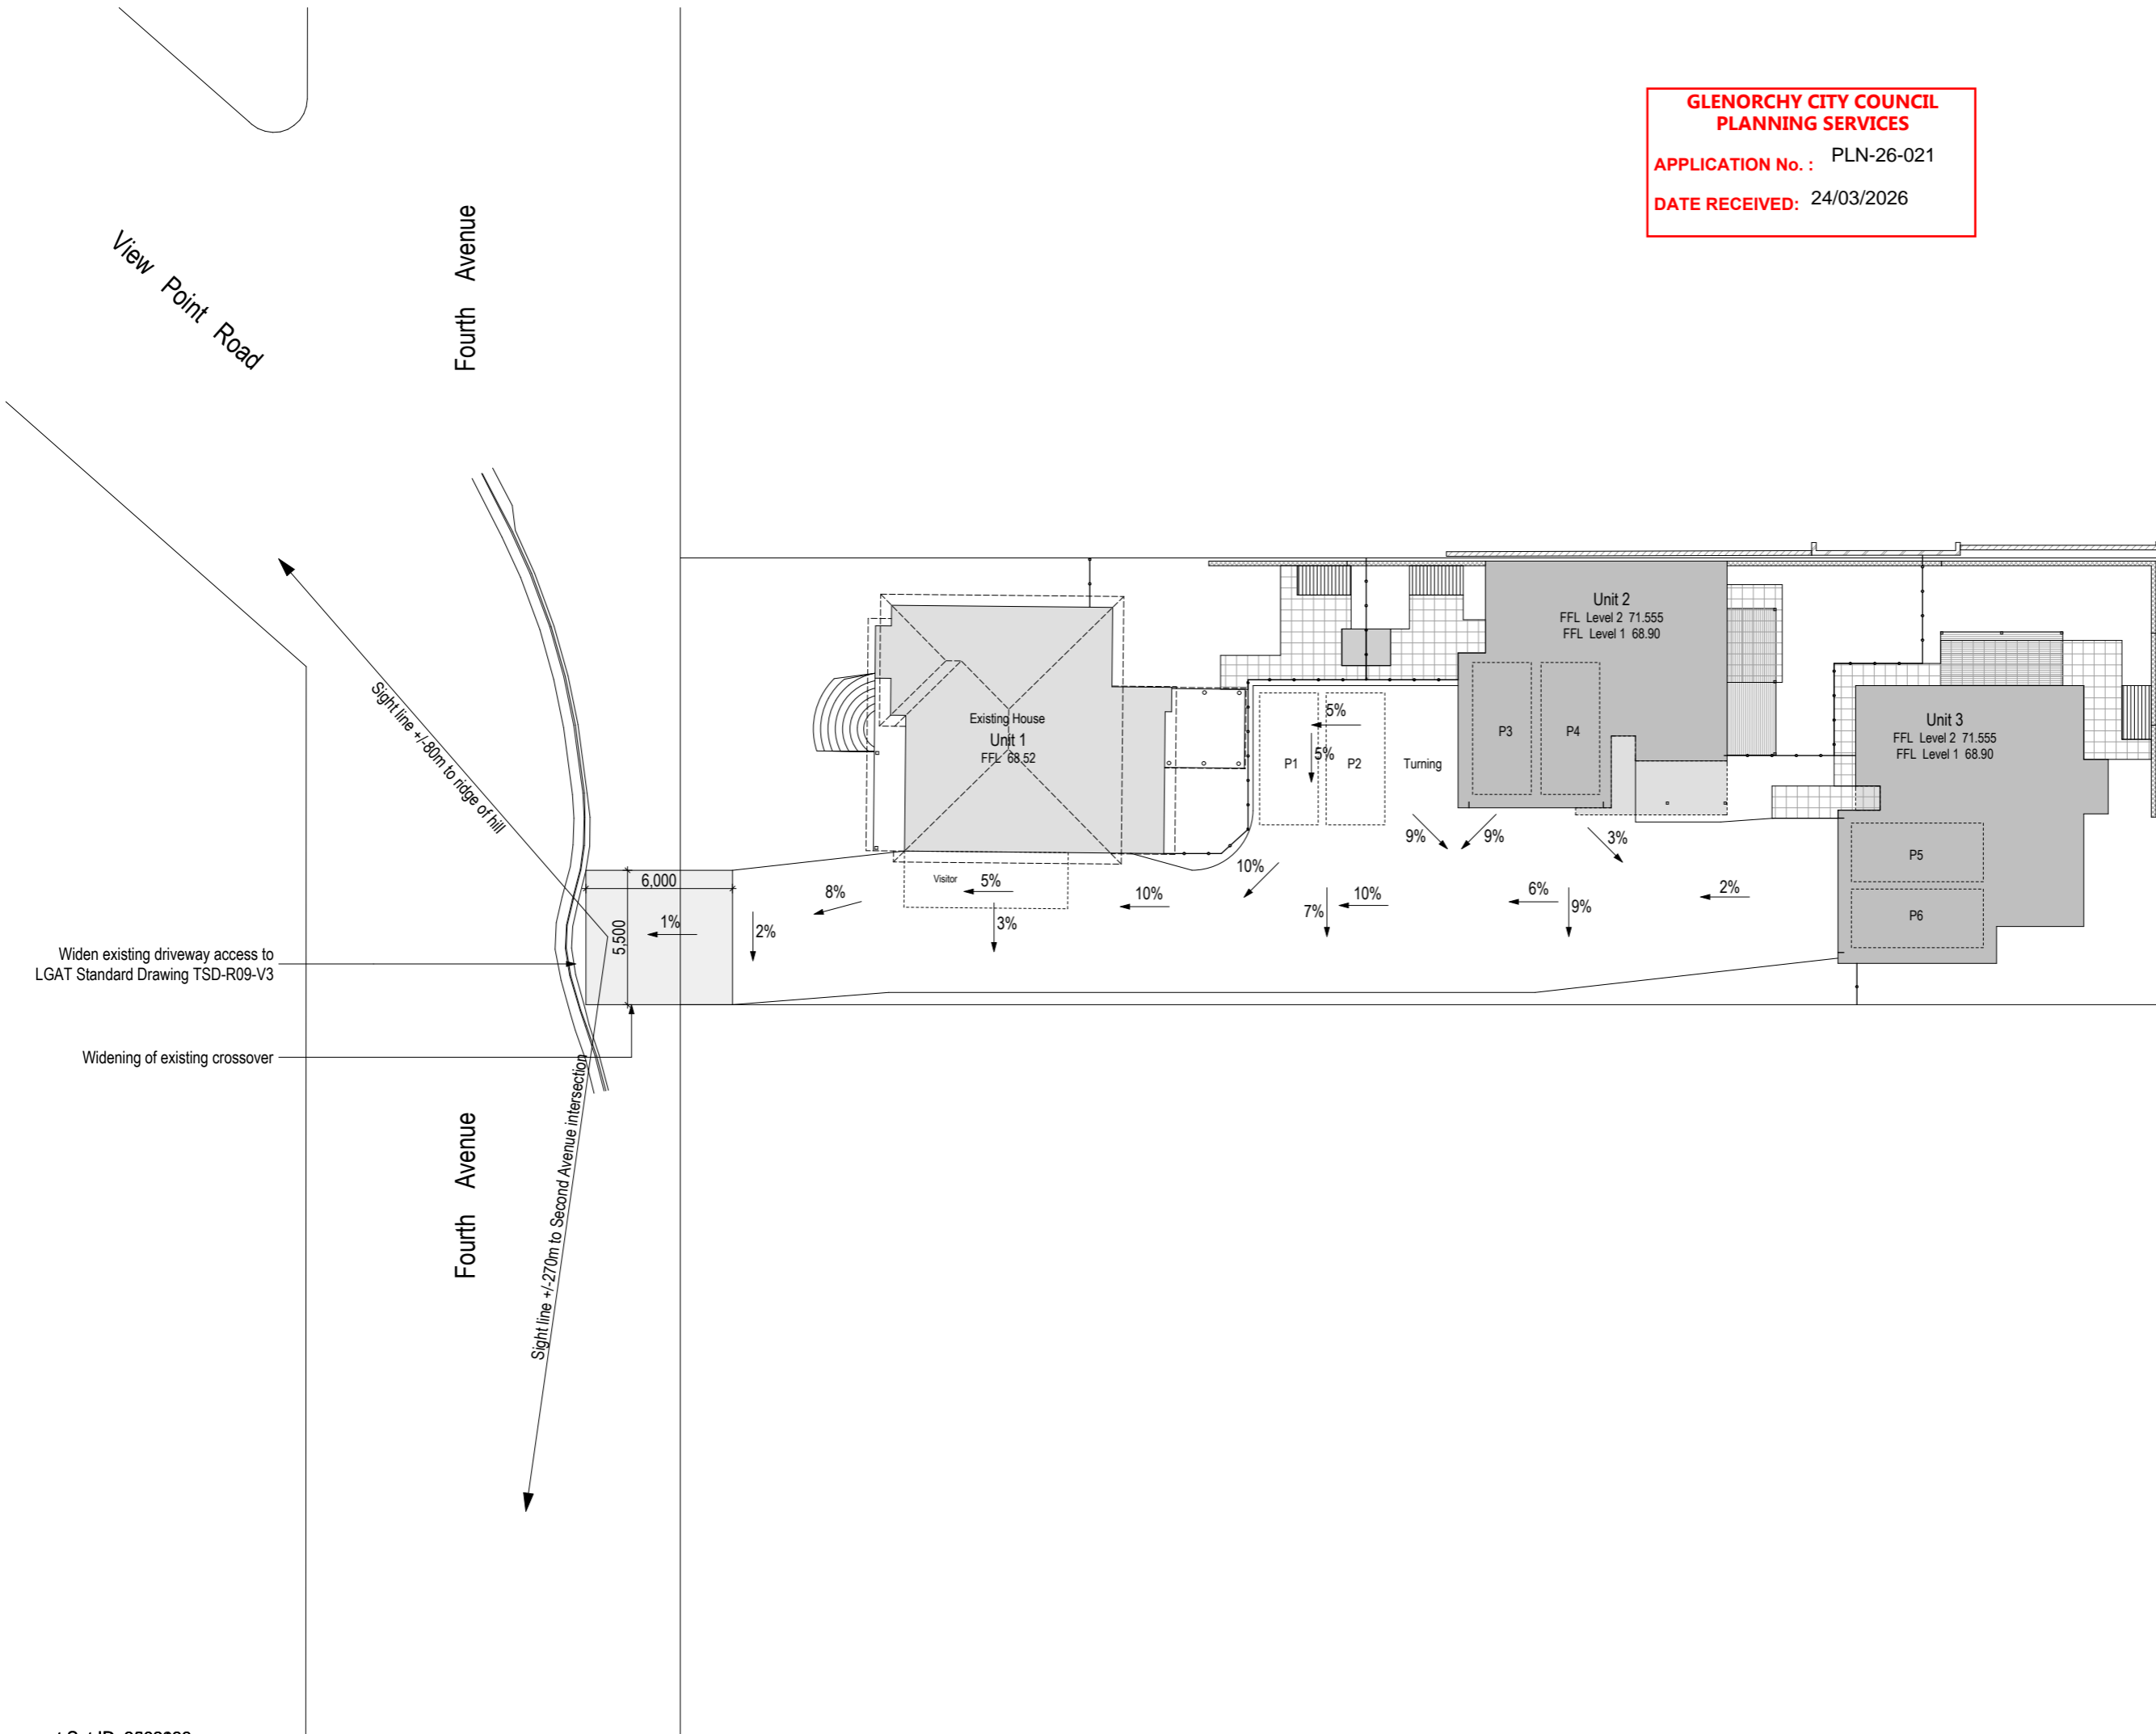 GLENORCHY CITY COUNCIL
PLANNING SERVICES
APPLICATION No. : PLN-26-021
DATE RECEIVED: 24/03/2026
View Point Road
Fourth Avenue
Sight line +/-80m to ridge of hill
Unit 2
FFL Level 2 71.555
FFL Level 1 68.90
P3
P4
Existing House
Unit 1
FFL 68.52
5%
5%
P1
P2
Turning
Unit 3
FFL Level 2 71.555
FFL Level 1 68.90
P5
P6
9%
9%
3%
10%
Visitor
5%
8%
10%
10%
6%
2%
7%
9%
3%
6,000
5,500
1%
2%
Widen existing driveway access to
LGAT Standard Drawing TSD-R09-V3
Widening of existing crossover
Sight line +/-270m to Second Avenue intersection
Fourth Avenue